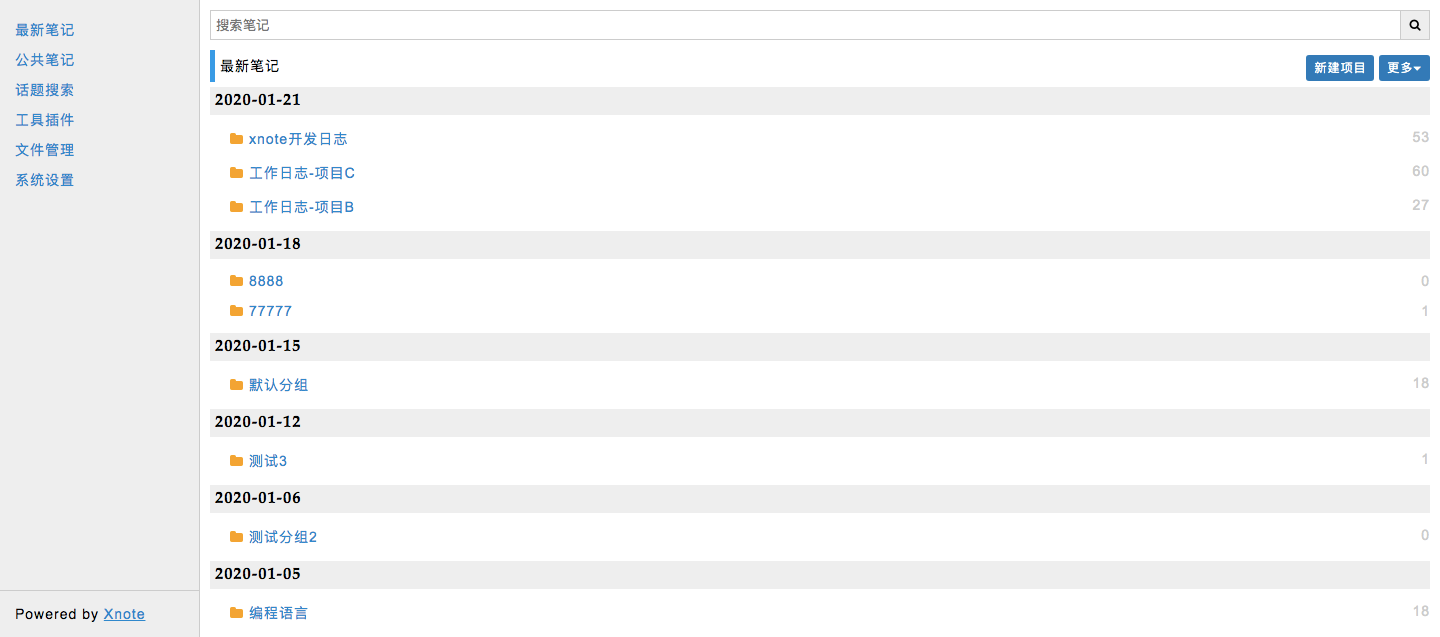 最新笔记
公共笔记
话题搜索
工具插件
文件管理
系统设置
Powered by Xnote
搜索笔记
最新笔记 新建项目 更多
2020-01-21
xnote开发日志 53
工作日志-项目C 60
工作日志-项目B 27
2020-01-18
8888 0
77777 1
2020-01-15
默认分组 18
2020-01-12
测试3 1
2020-01-06
测试分组2 0
2020-01-05
编程语言 18